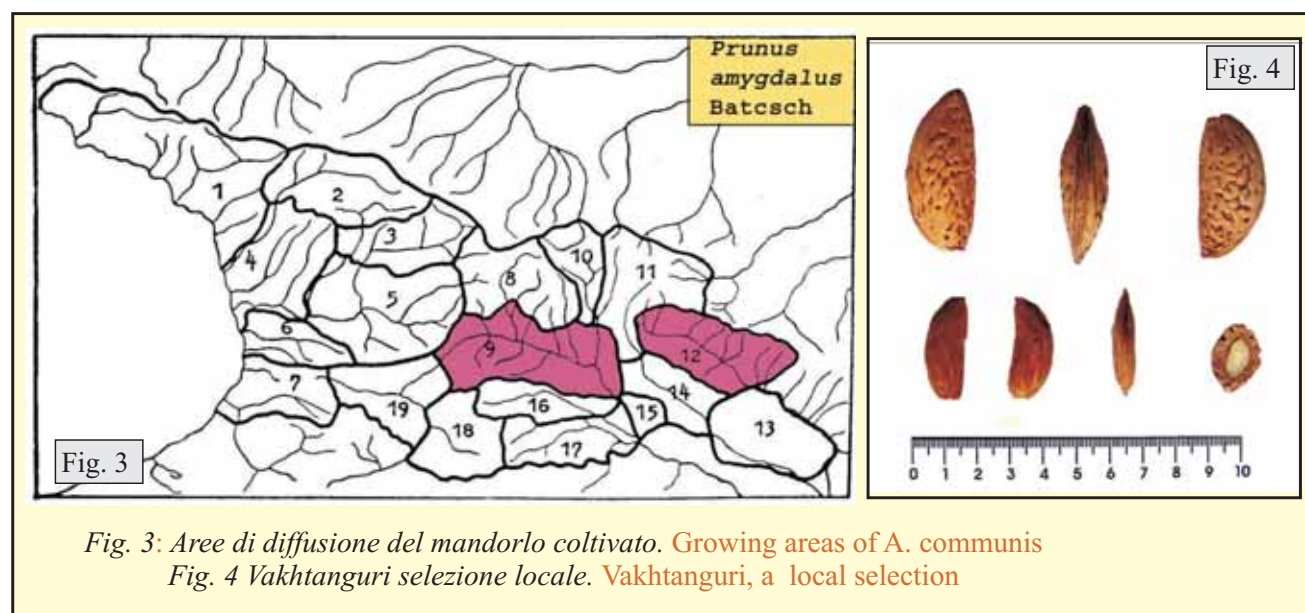 Prunus
amygdalus
Batcsch
1
2
3
4
5
6
7
8
9
10
11
12
13
14
15
16
17
18
19
Fig. 3
Fig. 4
0 1 2 3 4 5 6 7 8 9 10
Fig. 3: Aree di diffusione del mandorlo coltivato. Growing areas of A. communis
Fig. 4 Vakhtanguri selezione locale. Vakhtanguri, a local selection